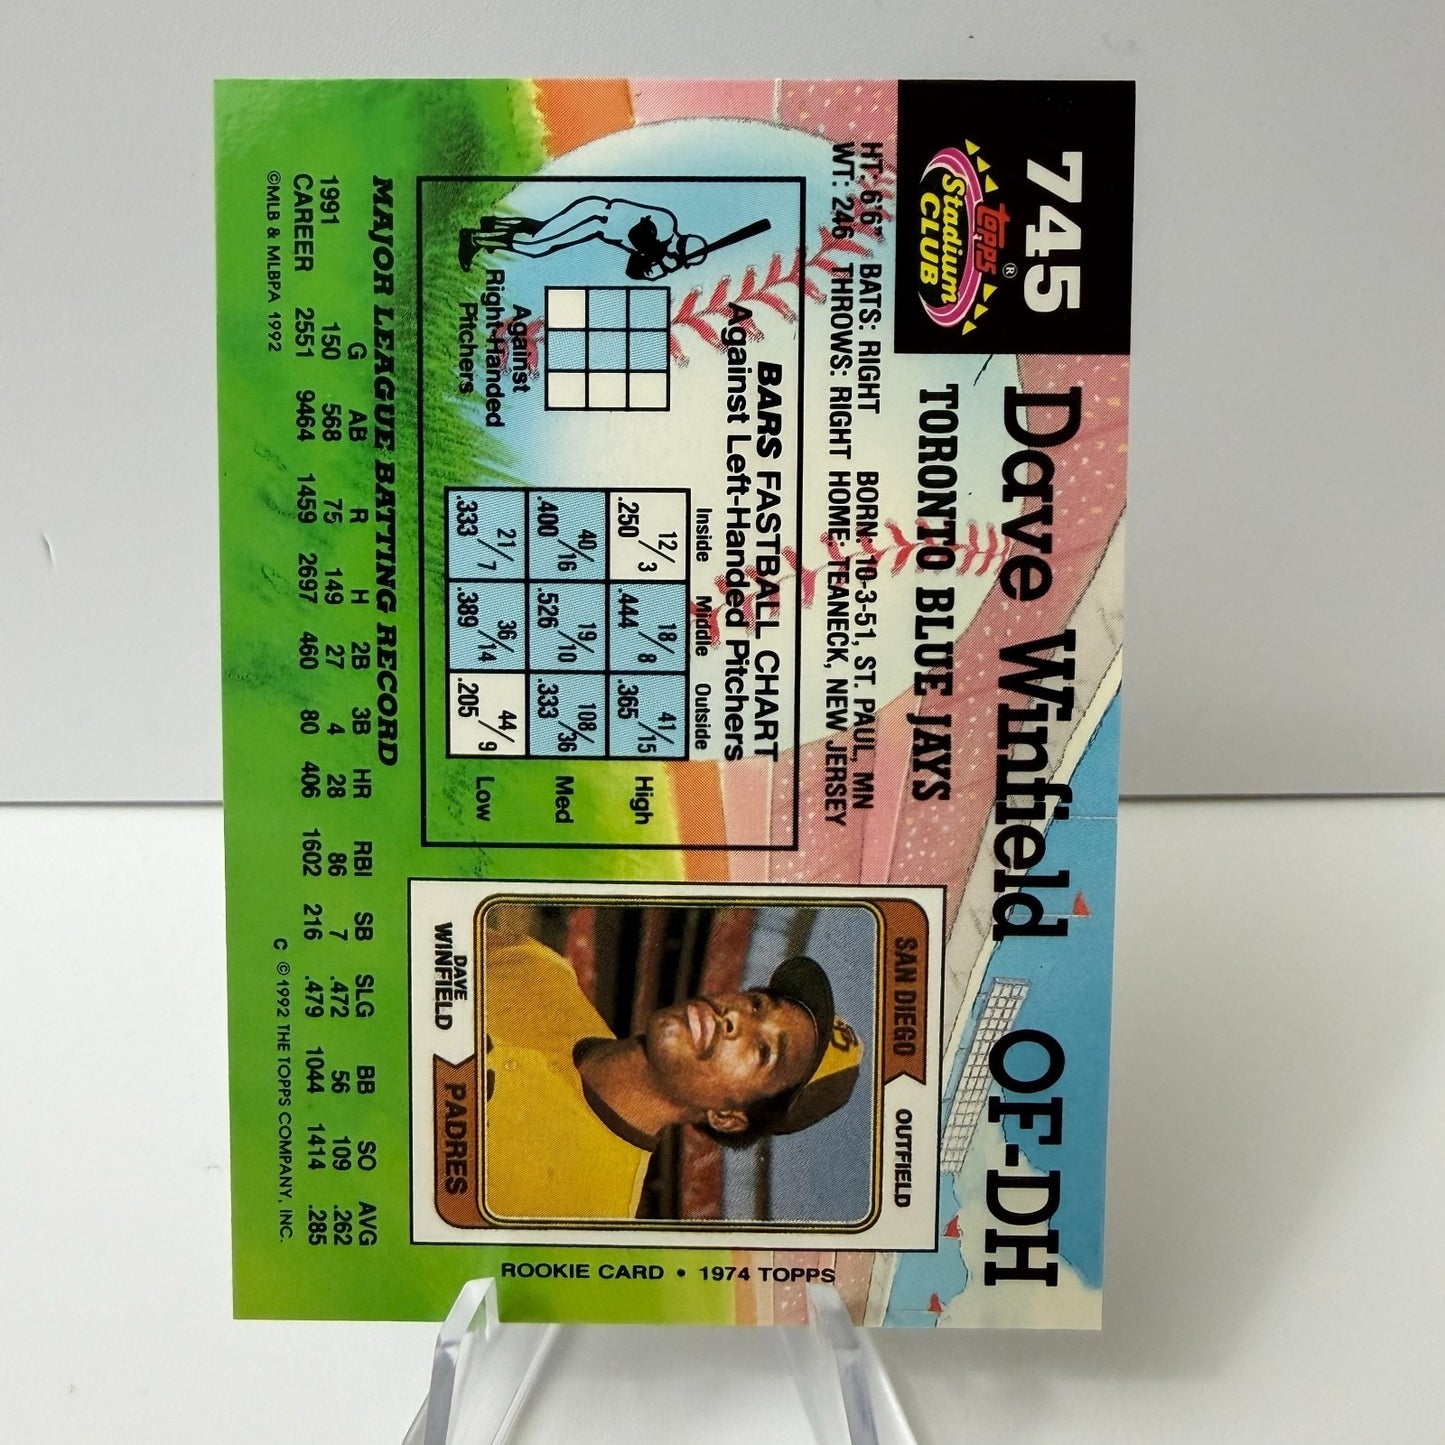 745
TOPPS®
Stadium
CLUB
Dave Winfield OF-DH
TORONTO BLUE JAYS
HT: 6'6" BATS: RIGHT BORN: 10-3-51, ST. PAUL, MN
WT: 246 THROWS: RIGHT HOME: TEANECK, NEW JERSEY
BARS FASTBALL CHART
Against Left-Handed Pitchers
Inside Middle Outside
12/3 18/8 41/15 High
.250 .444 .365
40/16 19/10 108/36 Med
.400 .526 .333
21/7 36/14 44/9 Low
.333 .389 .205
Against
Right-Handed
Pitchers
SAN DIEGO
OUTFIELD
DAVE
WINFIELD
PADRES
ROOKIE CARD • 1974 TOPPS
MAJOR LEAGUE BATTING RECORD
G AB R H 2B 3B HR RBI SB SLG BB SO AVG
1991 150 568 75 149 27 4 28 86 7 .472 56 109 .262
CAREER 2551 9464 1459 2697 460 80 406 1602 216 .479 1044 1414 .285
©MLB & MLBPA 1992
C ©1992 THE TOPPS COMPANY, INC.